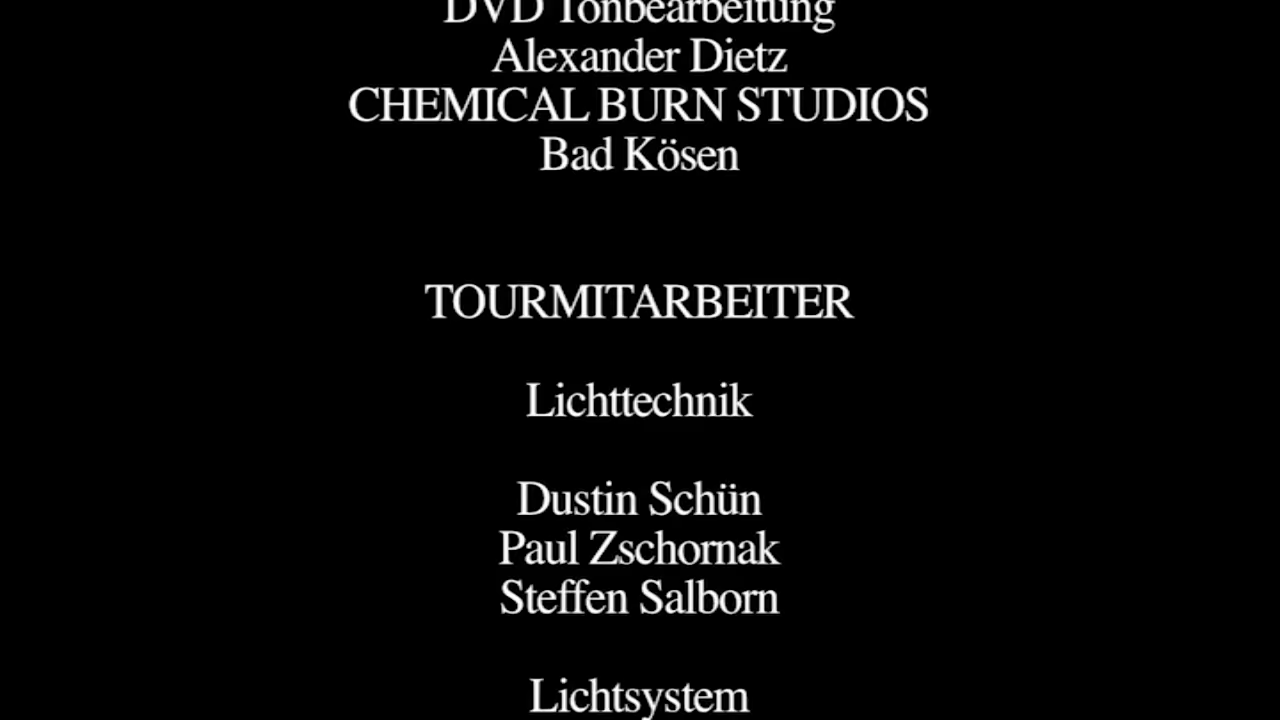 DVD Tonbearbeitung
Alexander Dietz
CHEMICAL BURN STUDIOS
Bad Kösen
TOURMITARBEITER
Lichttechnik
Dustin Schün
Paul Zschornak
Steffen Salborn
Lichtsystem